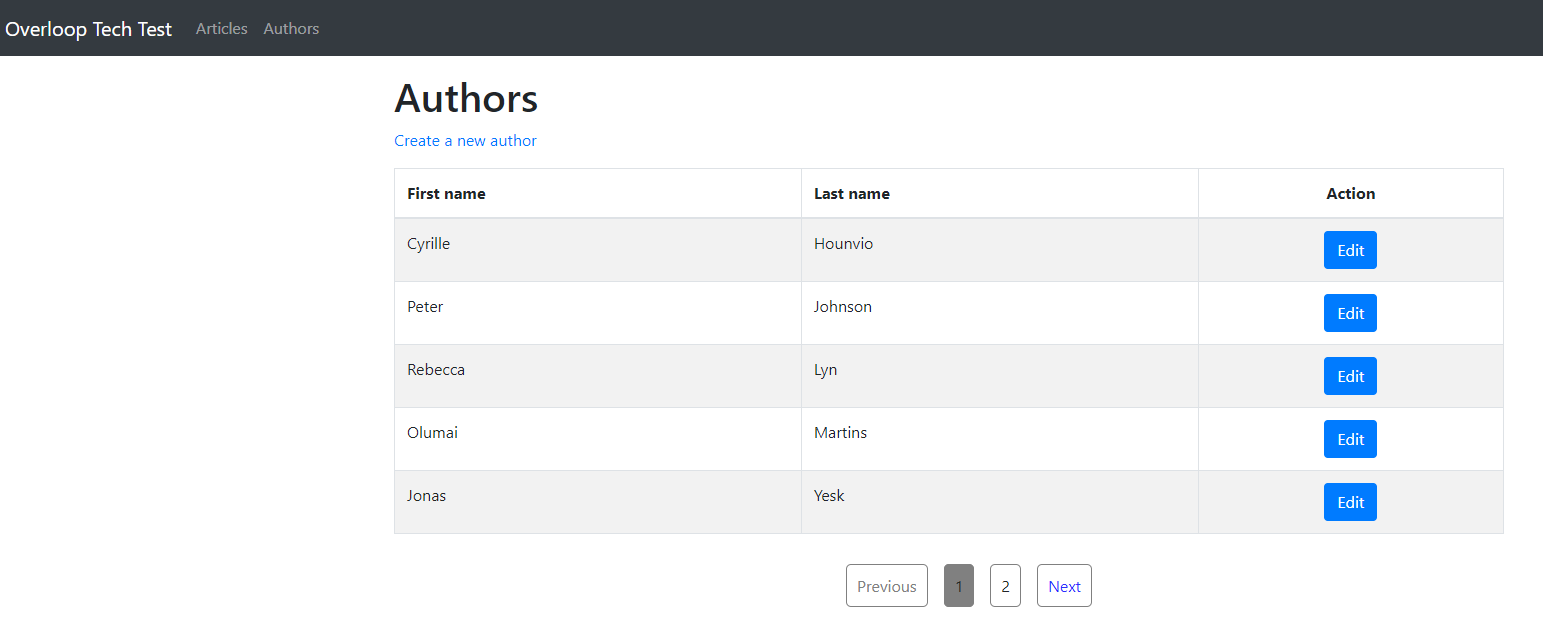 Overloop Tech Test Articles Authors
Authors
Create a new author
First name Last name Action
Cyrille Hounvio Edit
Peter Johnson Edit
Rebecca Lyn Edit
Olumai Martins Edit
Jonas Yesk Edit
Previous 1 2 Next